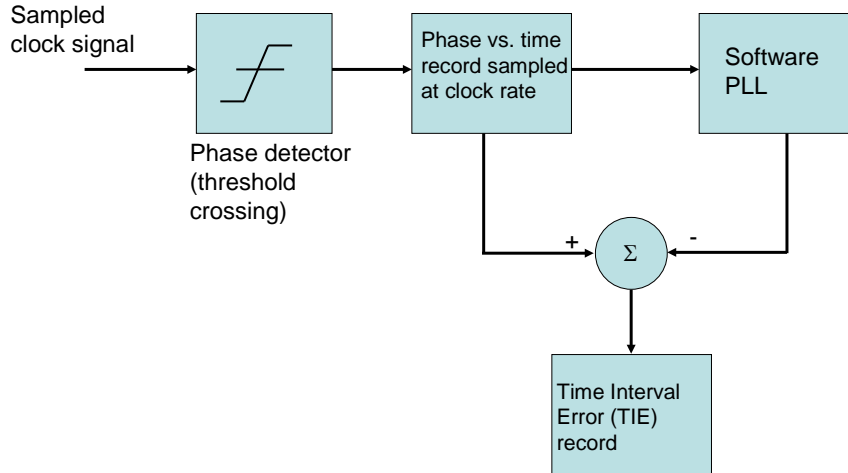 Sampled
clock signal
Phase vs. time
record sampled
at clock rate
Software
PLL
Phase detector
(threshold
crossing)
+
-
Σ
Time Interval
Error (TIE)
record